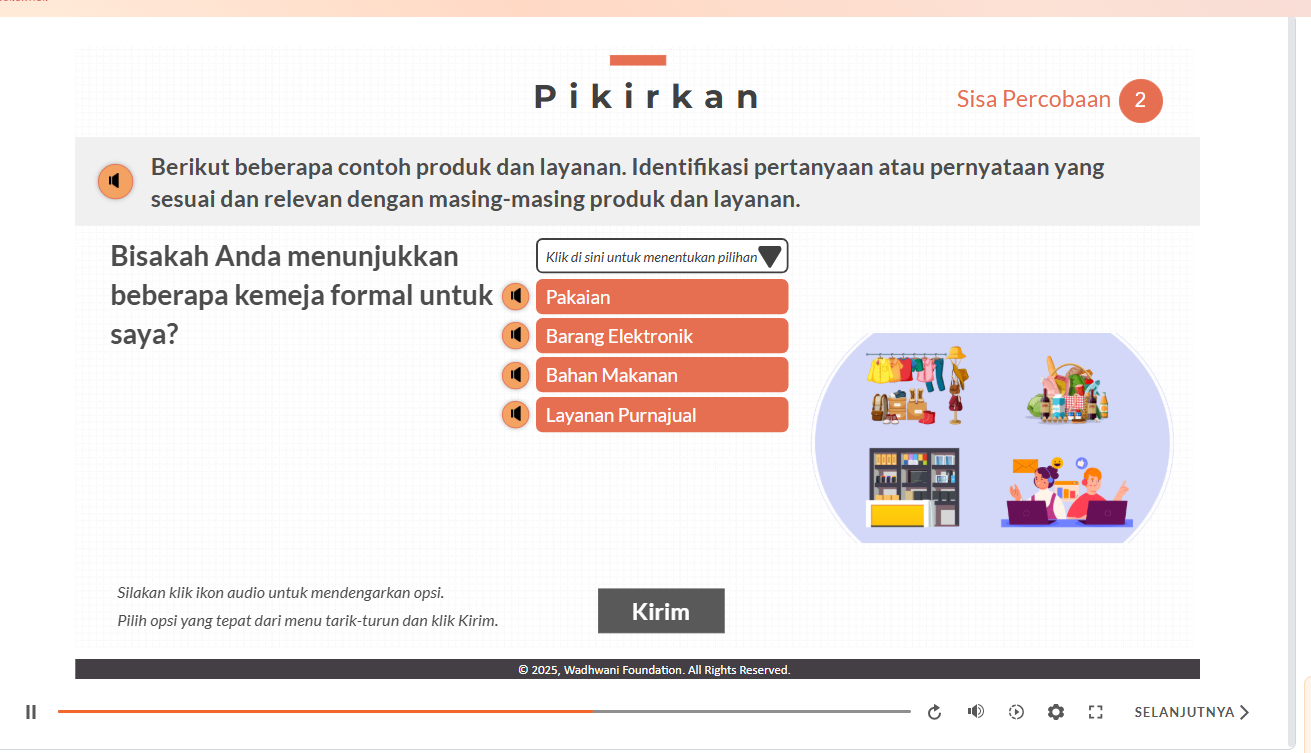 Pikirkan
Sisa Percobaan 2
Berikut beberapa contoh produk dan layanan. Identifikasi pertanyaan atau pernyataan yang
sesuai dan relevan dengan masing-masing produk dan layanan.
Bisakah Anda menunjukkan
beberapa kemeja formal untuk
saya?
Klik di sini untuk menentukan pilihan
Pakaian
Barang Elektronik
Bahan Makanan
Layanan Purnajual
Silakan klik ikon audio untuk mendengarkan opsi.
Pilih opsi yang tepat dari menu tarik-turun dan klik Kirim.
Kirim
© 2025, Wadhwani Foundation. All Rights Reserved.
SELANJUTNYA